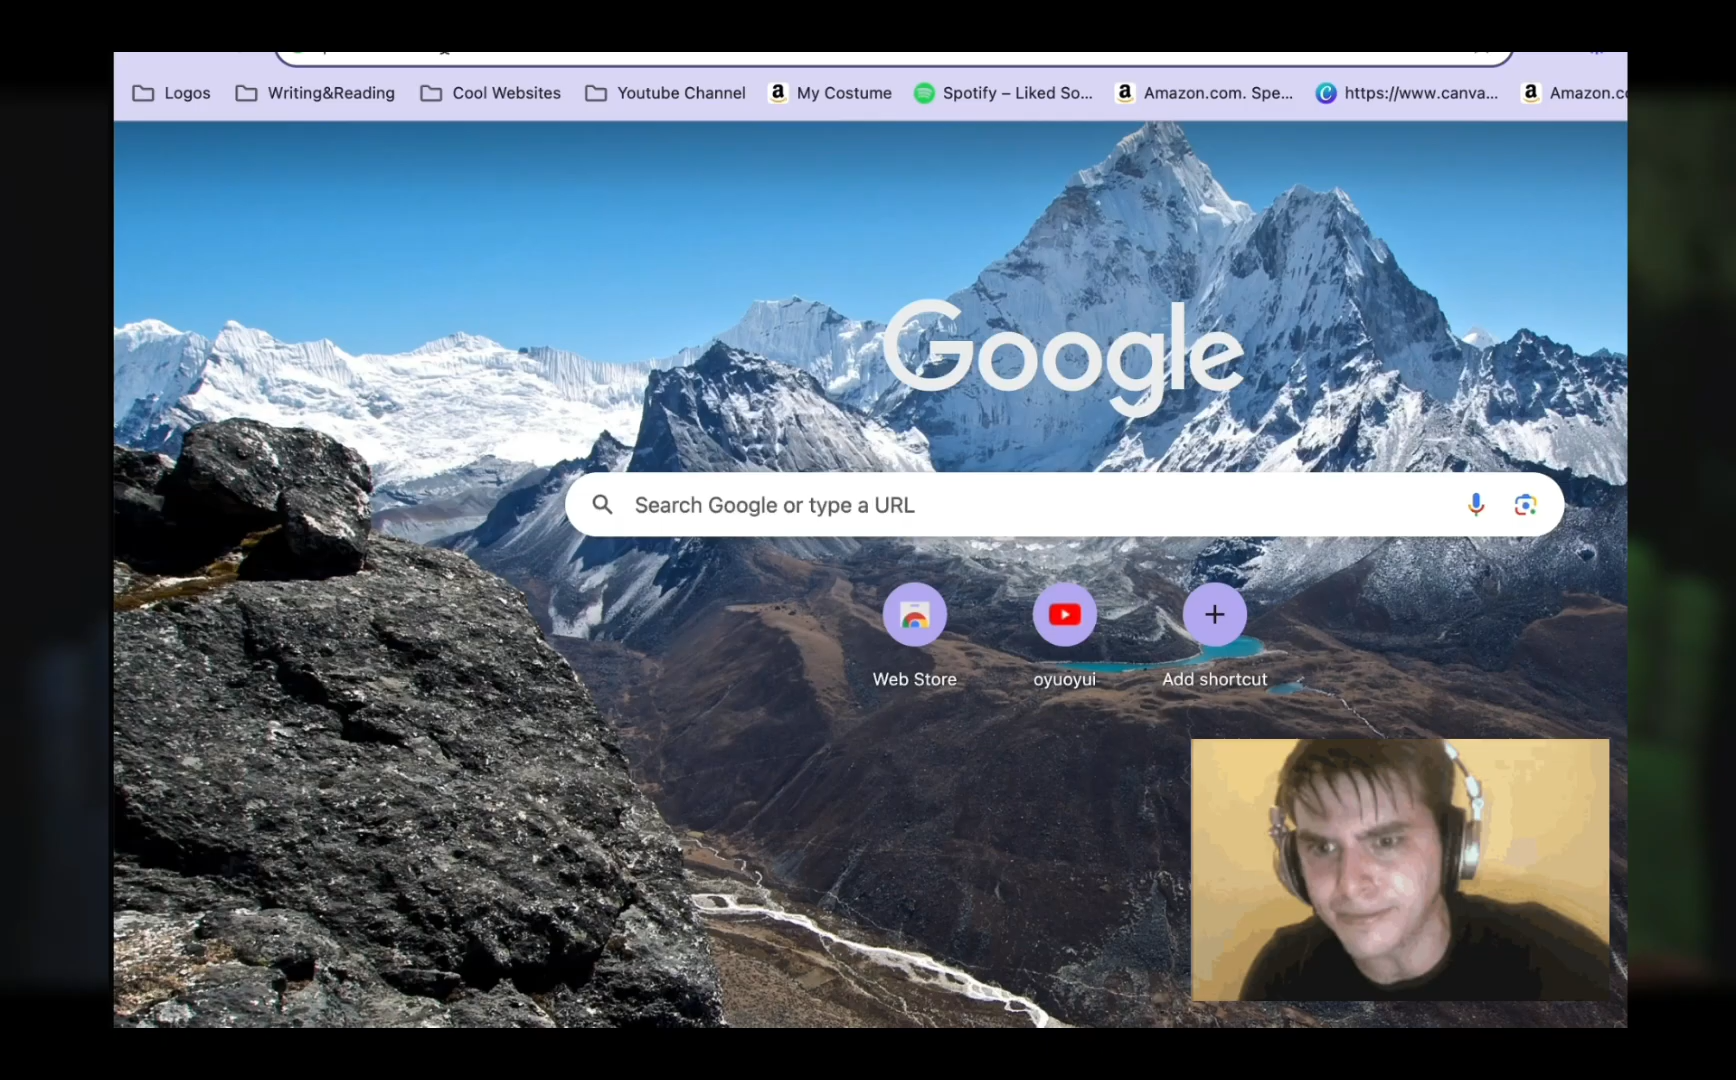 Logos Writing&Reading Cool Websites Youtube Channel My Costume Spotify – Liked So... Amazon.com. Spe... https://www.canva... Amazon.c
Google
Search Google or type a URL
Web Store oyuoyui Add shortcut